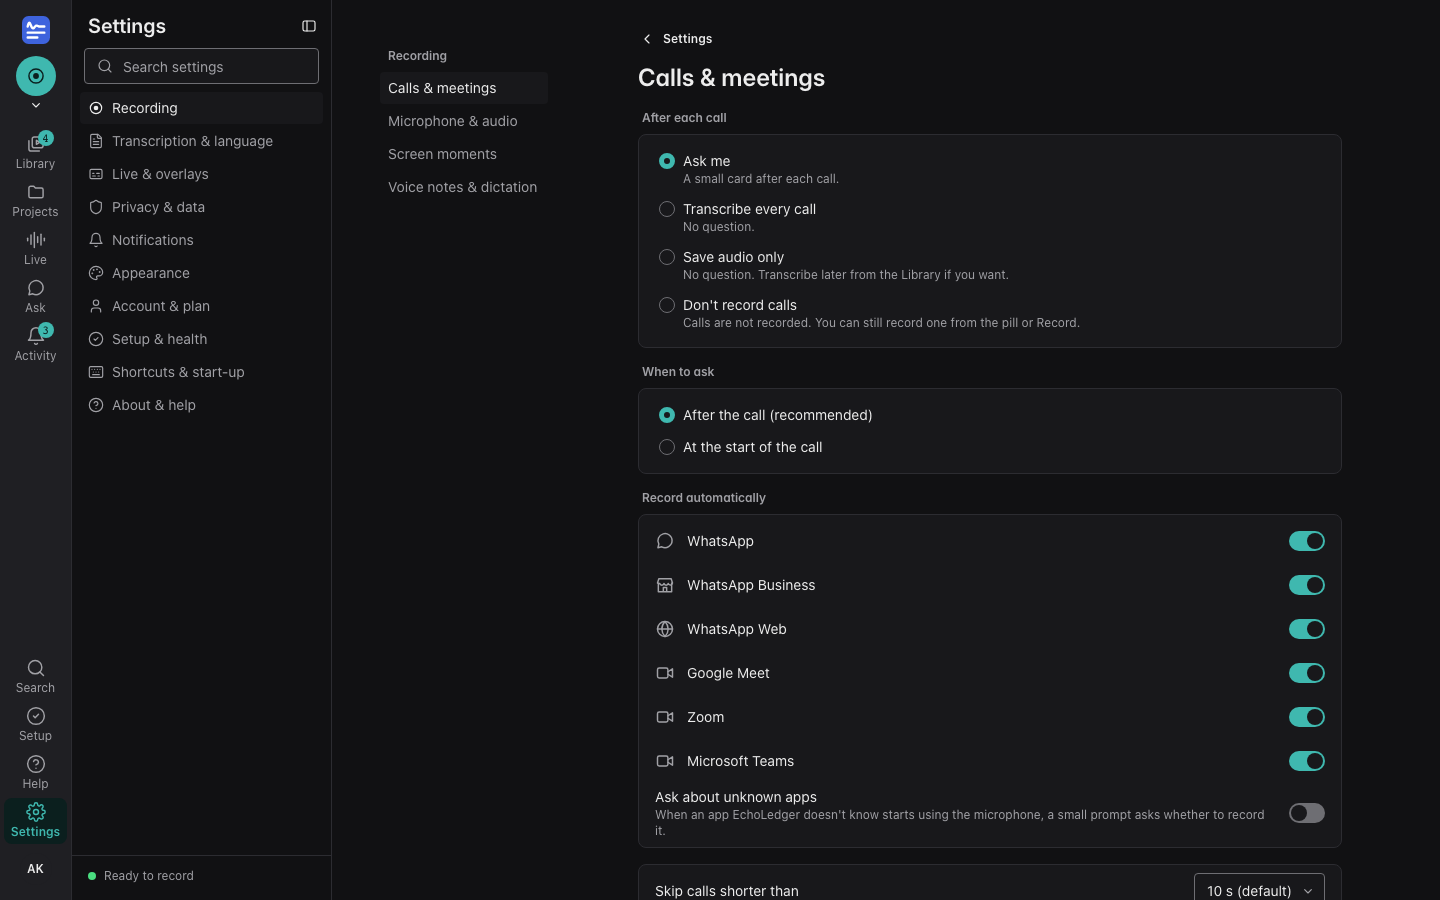 Settings
Search settings
Recording
Transcription & language
Live & overlays
Privacy & data
Notifications
Appearance
Account & plan
Setup & health
Shortcuts & start-up
About & help
Ready to record
4
Library
Projects
Live
Ask
3
Activity
Search
Setup
Help
Settings
AK
Recording
Calls & meetings
Microphone & audio
Screen moments
Voice notes & dictation
Settings
Calls & meetings
After each call
Ask me
A small card after each call.
Transcribe every call
No question.
Save audio only
No question. Transcribe later from the Library if you want.
Don't record calls
Calls are not recorded. You can still record one from the pill or Record.
When to ask
After the call (recommended)
At the start of the call
Record automatically
WhatsApp
WhatsApp Business
WhatsApp Web
Google Meet
Zoom
Microsoft Teams
Ask about unknown apps
When an app EchoLedger doesn't know starts using the microphone, a small prompt asks whether to record
it.
Skip calls shorter than
10 s (default)